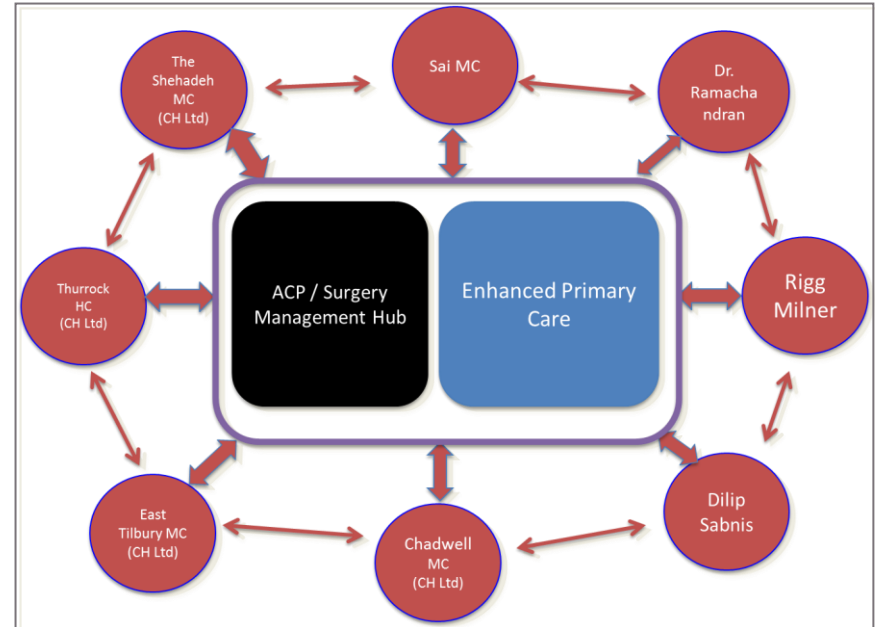 The
Shehadeh
MC
(CH Ltd)
Sai MC
Dr.
Ramacha
ndran
Thurrock
HC
(CH Ltd)
ACP / Surgery
Management Hub
Enhanced Primary
Care
Rigg
Milner
East
Tilbury MC
(CH Ltd)
Chadwell
MC
(CH Ltd)
Dilip
Sabnis